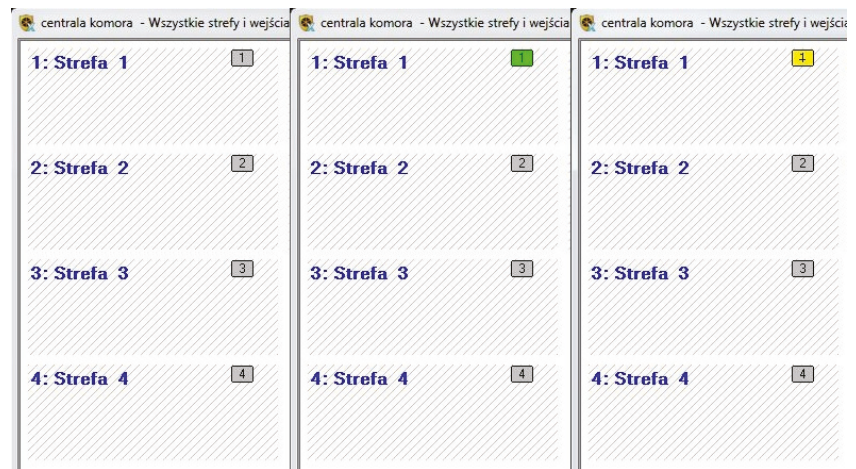 centrala komora - Wszystkie strefy i wejścia
1: Strefa 1 1
2: Strefa 2 2
3: Strefa 3 3
4: Strefa 4 4
centrala komora - Wszystkie strefy i wejścia
1: Strefa 1 1
2: Strefa 2 2
3: Strefa 3 3
4: Strefa 4 4
centrala komora - Wszystkie strefy i wejścia
1: Strefa 1 1
2: Strefa 2 2
3: Strefa 3 3
4: Strefa 4 4